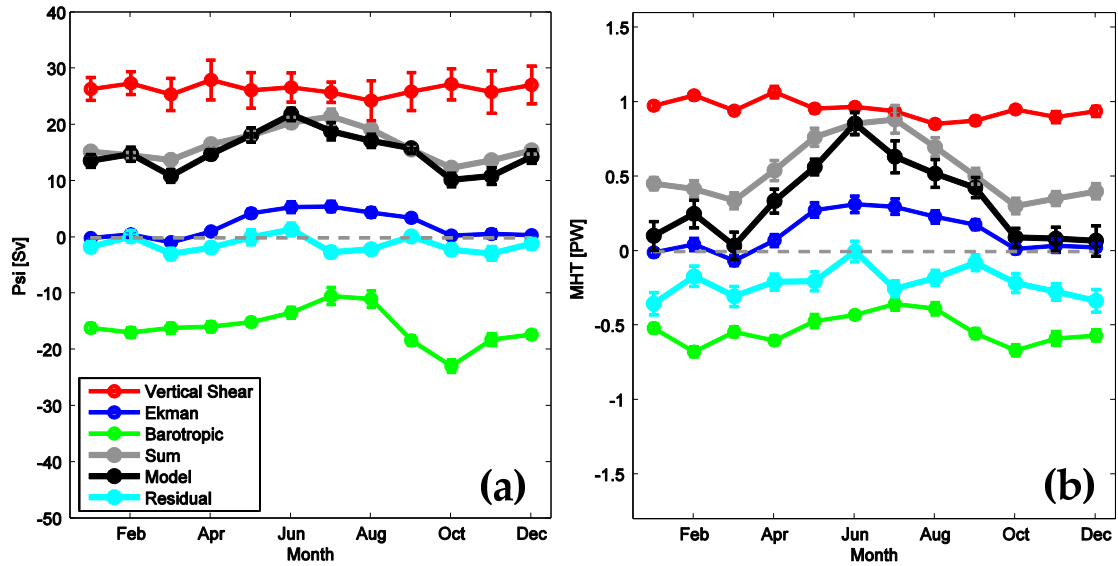 40
30
20
10
0
-10
-20
-30
-40
-50
Psi [Sv]
Vertical Shear
Ekman
Barotropic
Sum
Model
Residual
(a)
Feb Apr Jun Aug Oct Dec
Month
1.5
1
0.5
0
-0.5
-1
-1.5
MHT [PW]
(b)
Feb Apr Jun Aug Oct Dec
Month